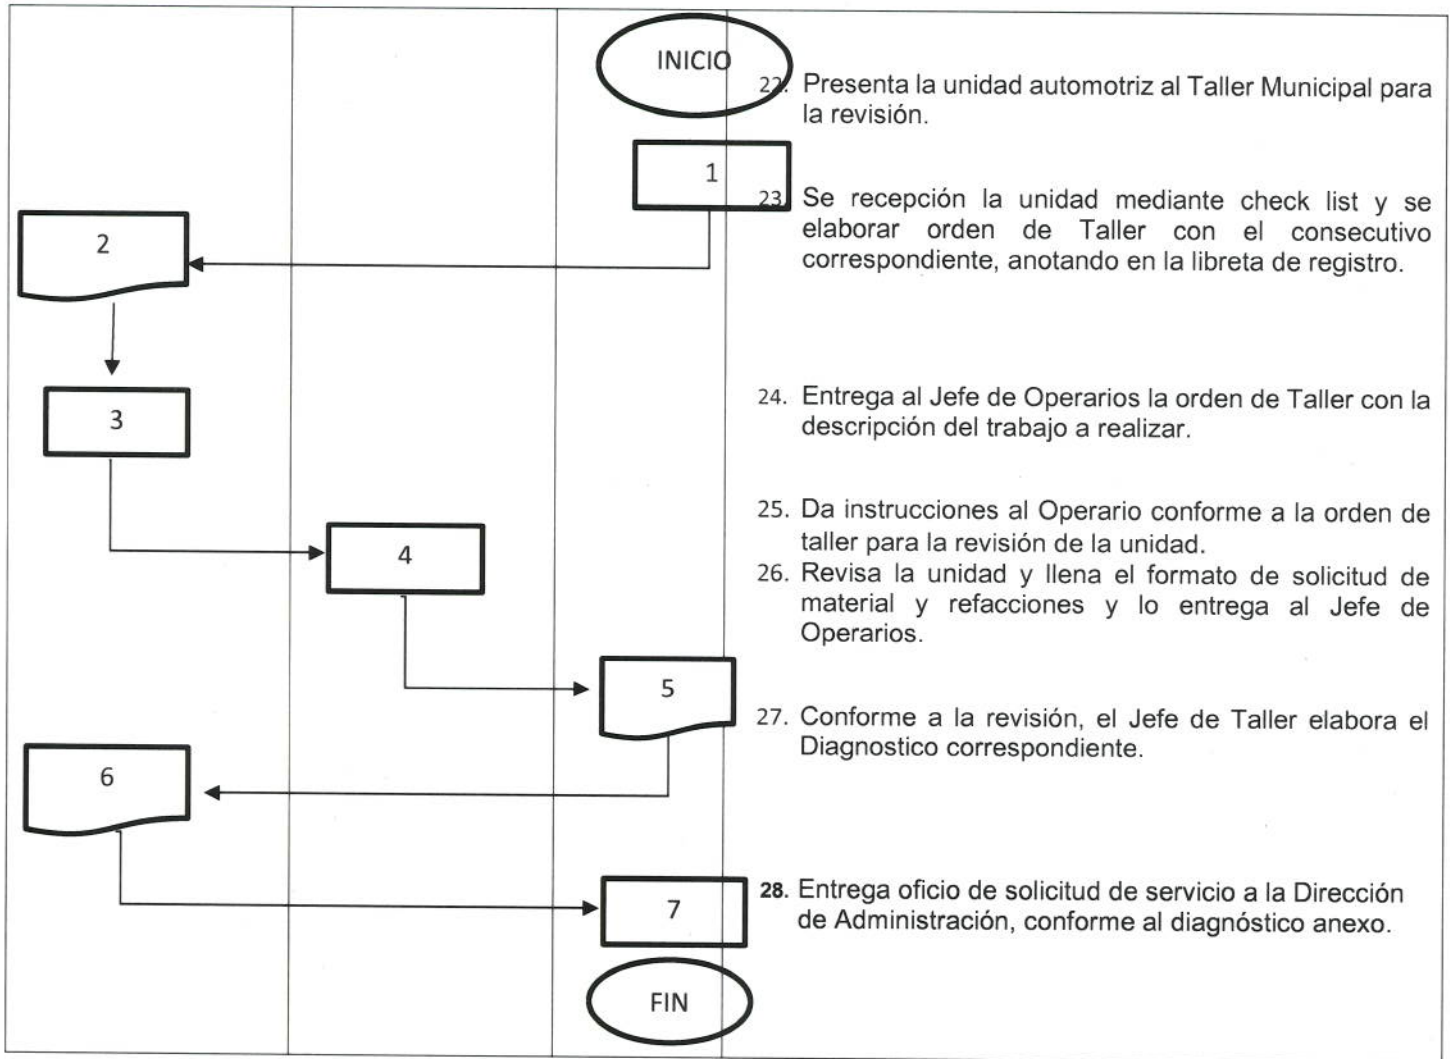 INICIO
22. Presenta la unidad automotriz al Taller Municipal para
la revisión.
1
23. Se recepción la unidad mediante check list y se
elaborar orden de Taller con el consecutivo
correspondiente, anotando en la libreta de registro.
2
3
24. Entrega al Jefe de Operarios la orden de Taller con la
descripción del trabajo a realizar.
4
25. Da instrucciones al Operario conforme a la orden de
taller para la revisión de la unidad.
26. Revisa la unidad y llena el formato de solicitud de
material y refacciones y lo entrega al Jefe de
Operarios.
5
27. Conforme a la revisión, el Jefe de Taller elabora el
Diagnostico correspondiente.
6
7
28. Entrega oficio de solicitud de servicio a la Dirección
de Administración, conforme al diagnóstico anexo.
FIN